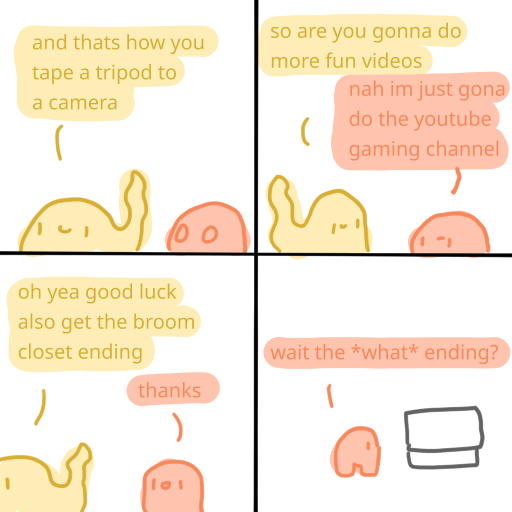 and thats how you
tape a tripod to
a camera
so are you gonna do
more fun videos
nah im just gona
do the youtube
gaming channel
oh yea good luck
also get the broom
closet ending
thanks
wait the *what* ending?